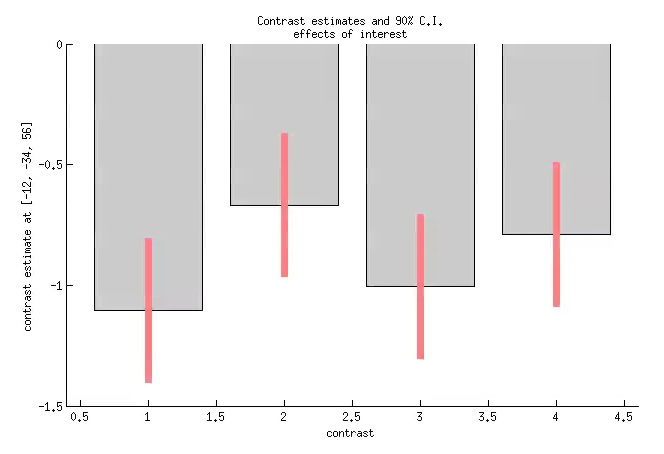 Contrast estimates and 90% C.I.
effects of interest
0
-0.5
-1
-1.5
contrast estimate at [-12, -34, 56]
0.5 1 1.5 2 2.5 3 3.5 4 4.5
contrast